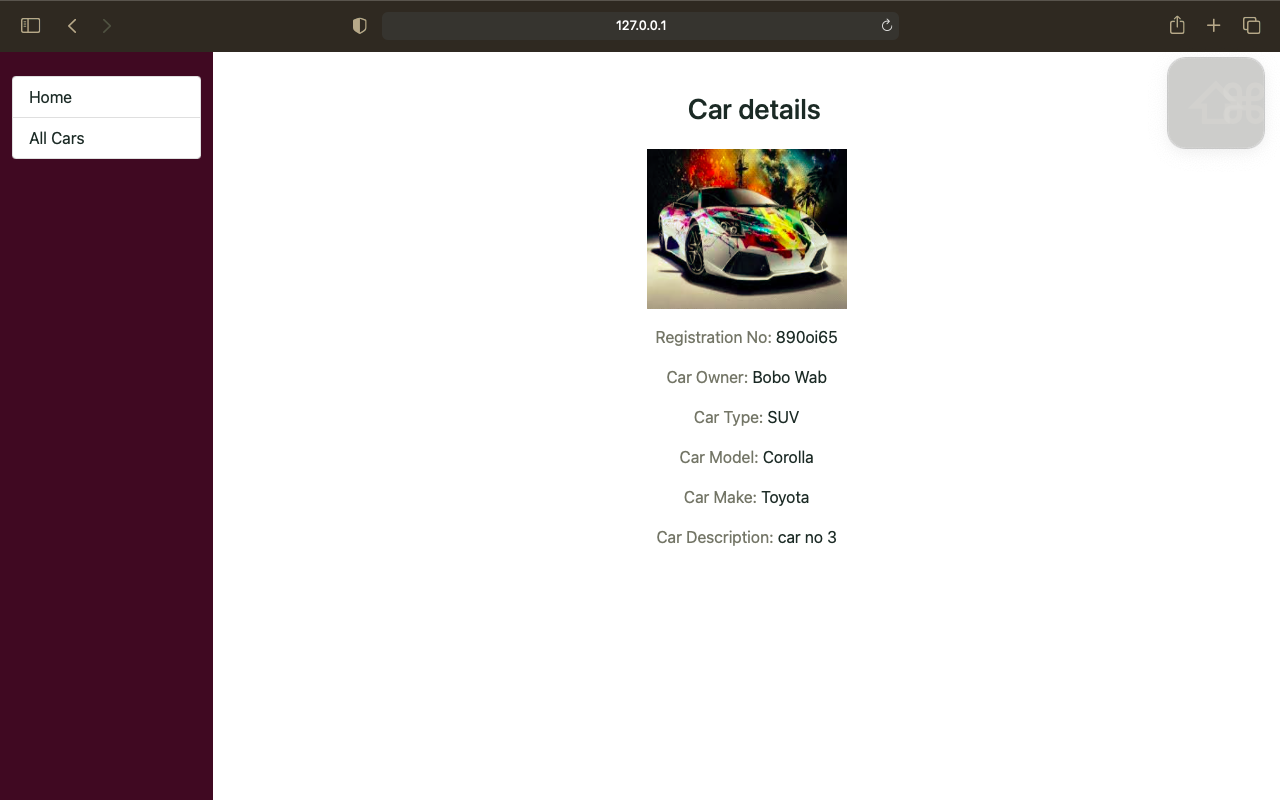 127.0.0.1
Home
All Cars
Car details
Registration No: 890oi65
Car Owner: Bobo Wab
Car Type: SUV
Car Model: Corolla
Car Make: Toyota
Car Description: car no 3